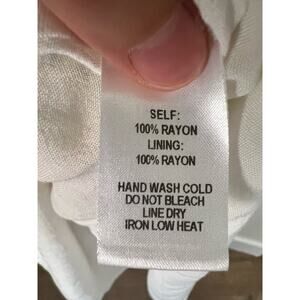 SELF:
100% RAYON
LINING:
100% RAYON
HAND WASH COLD
DO NOT BLEACH
LINE DRY
IRON LOW HEAT